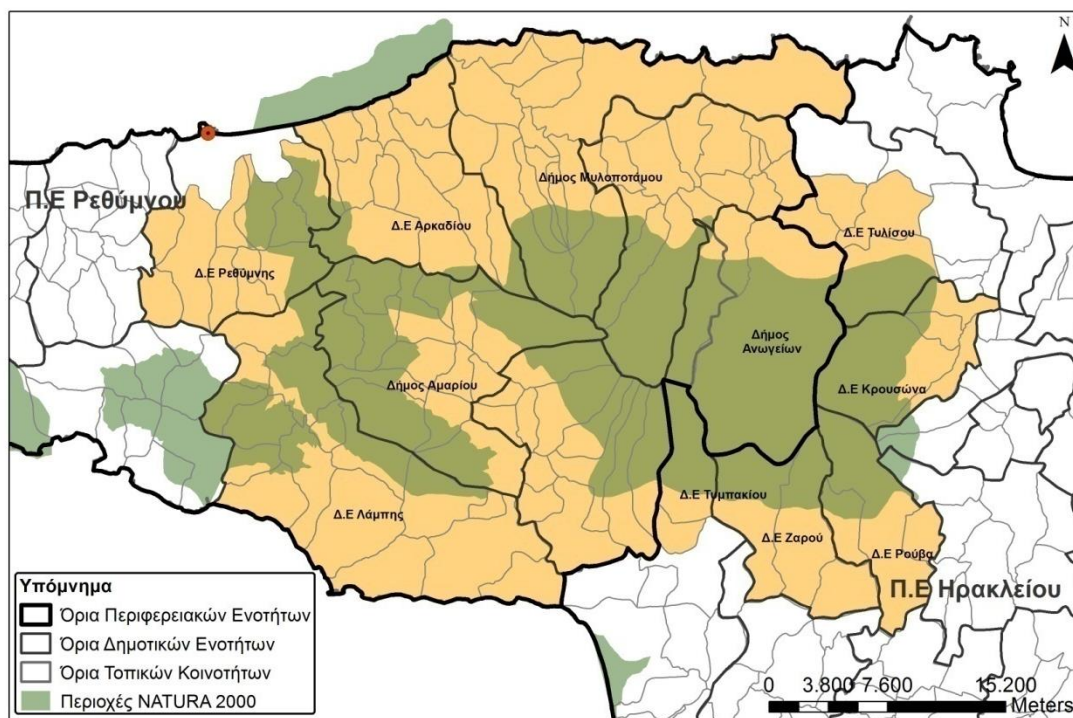 N
Π.Ε Ρεθύμνου
Δήμος Μυλοποτάμου
Δ.Ε Αρκαδίου
Δ.Ε Τυλίσου
Δ.Ε Ρεθύμνης
Δήμος
Ανωγείων
Δήμος Αμαρίου
Δ.Ε Κρουσώνα
Δ.Ε Τυμπακίου
Δ.Ε Λάμπης
Δ.Ε Ζαρού
Δ.Ε Ρούβα
Π.Ε Ηρακλείου
Υπόμνημα
Όρια Περιφερειακών Ενοτήτων
Όρια Δημοτικών Ενοτήτων
Όρια Τοπικών Κοινοτήτων
Περιοχές NATURA 2000
0 3.800 7.600 15.200
Meters